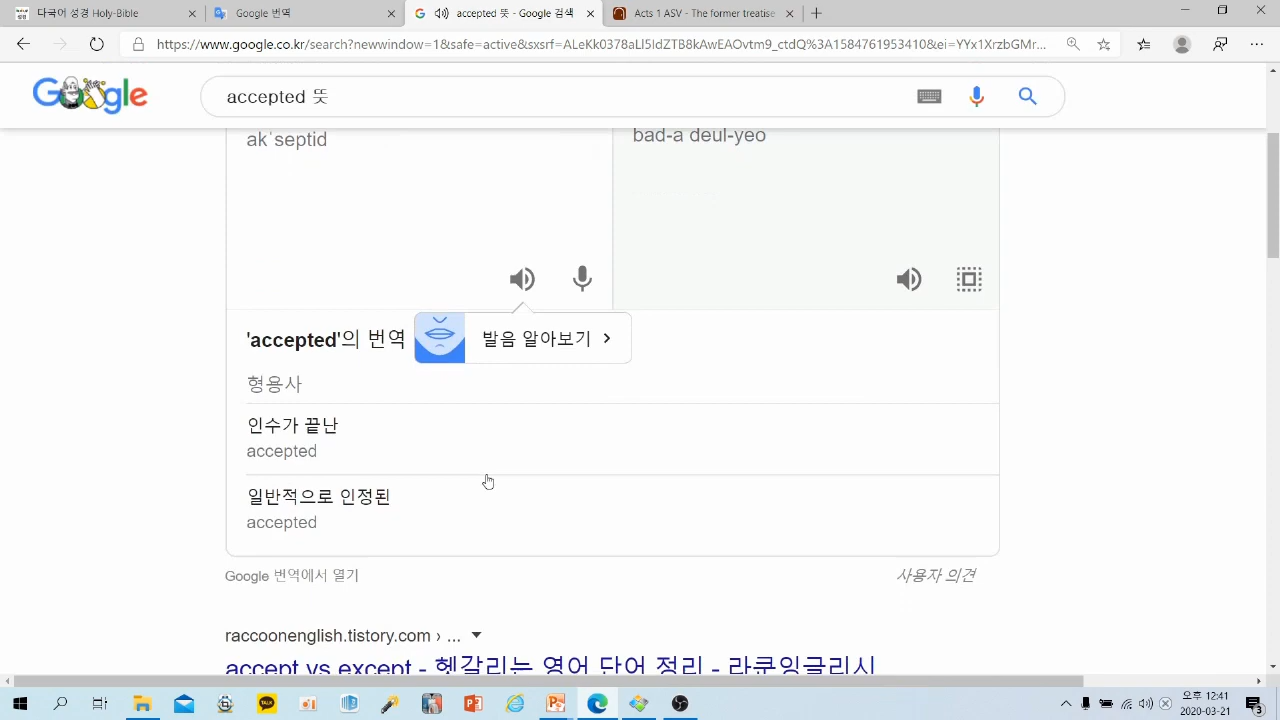 다국어 성경 Holy-Bible
Google 번역
accepted 뜻 - Google 검색
Acts 1 ASV - The former treatise
https://www.google.co.kr/search?newwindow=1&safe=active&sxsrf=ALeKk0378aLI5IdZTB8kAwEAOvtm9_ctdQ%3A1584761953410&ei=YYx1XrzbGMr...
Google
accepted 뜻
akˈseptid
bad-a deul-yeo
'accepted'의 번역
발음 알아보기
형용사
인수가 끝난
accepted
일반적으로 인정된
accepted
Google 번역에서 열기
사용자 의견
raccoonenglish.tistory.com › ...
accept vs except - 헷갈리는 영어 단어 정리 - 라쿤잉글리시
TALK
오후 12:41
2020-03-21
3